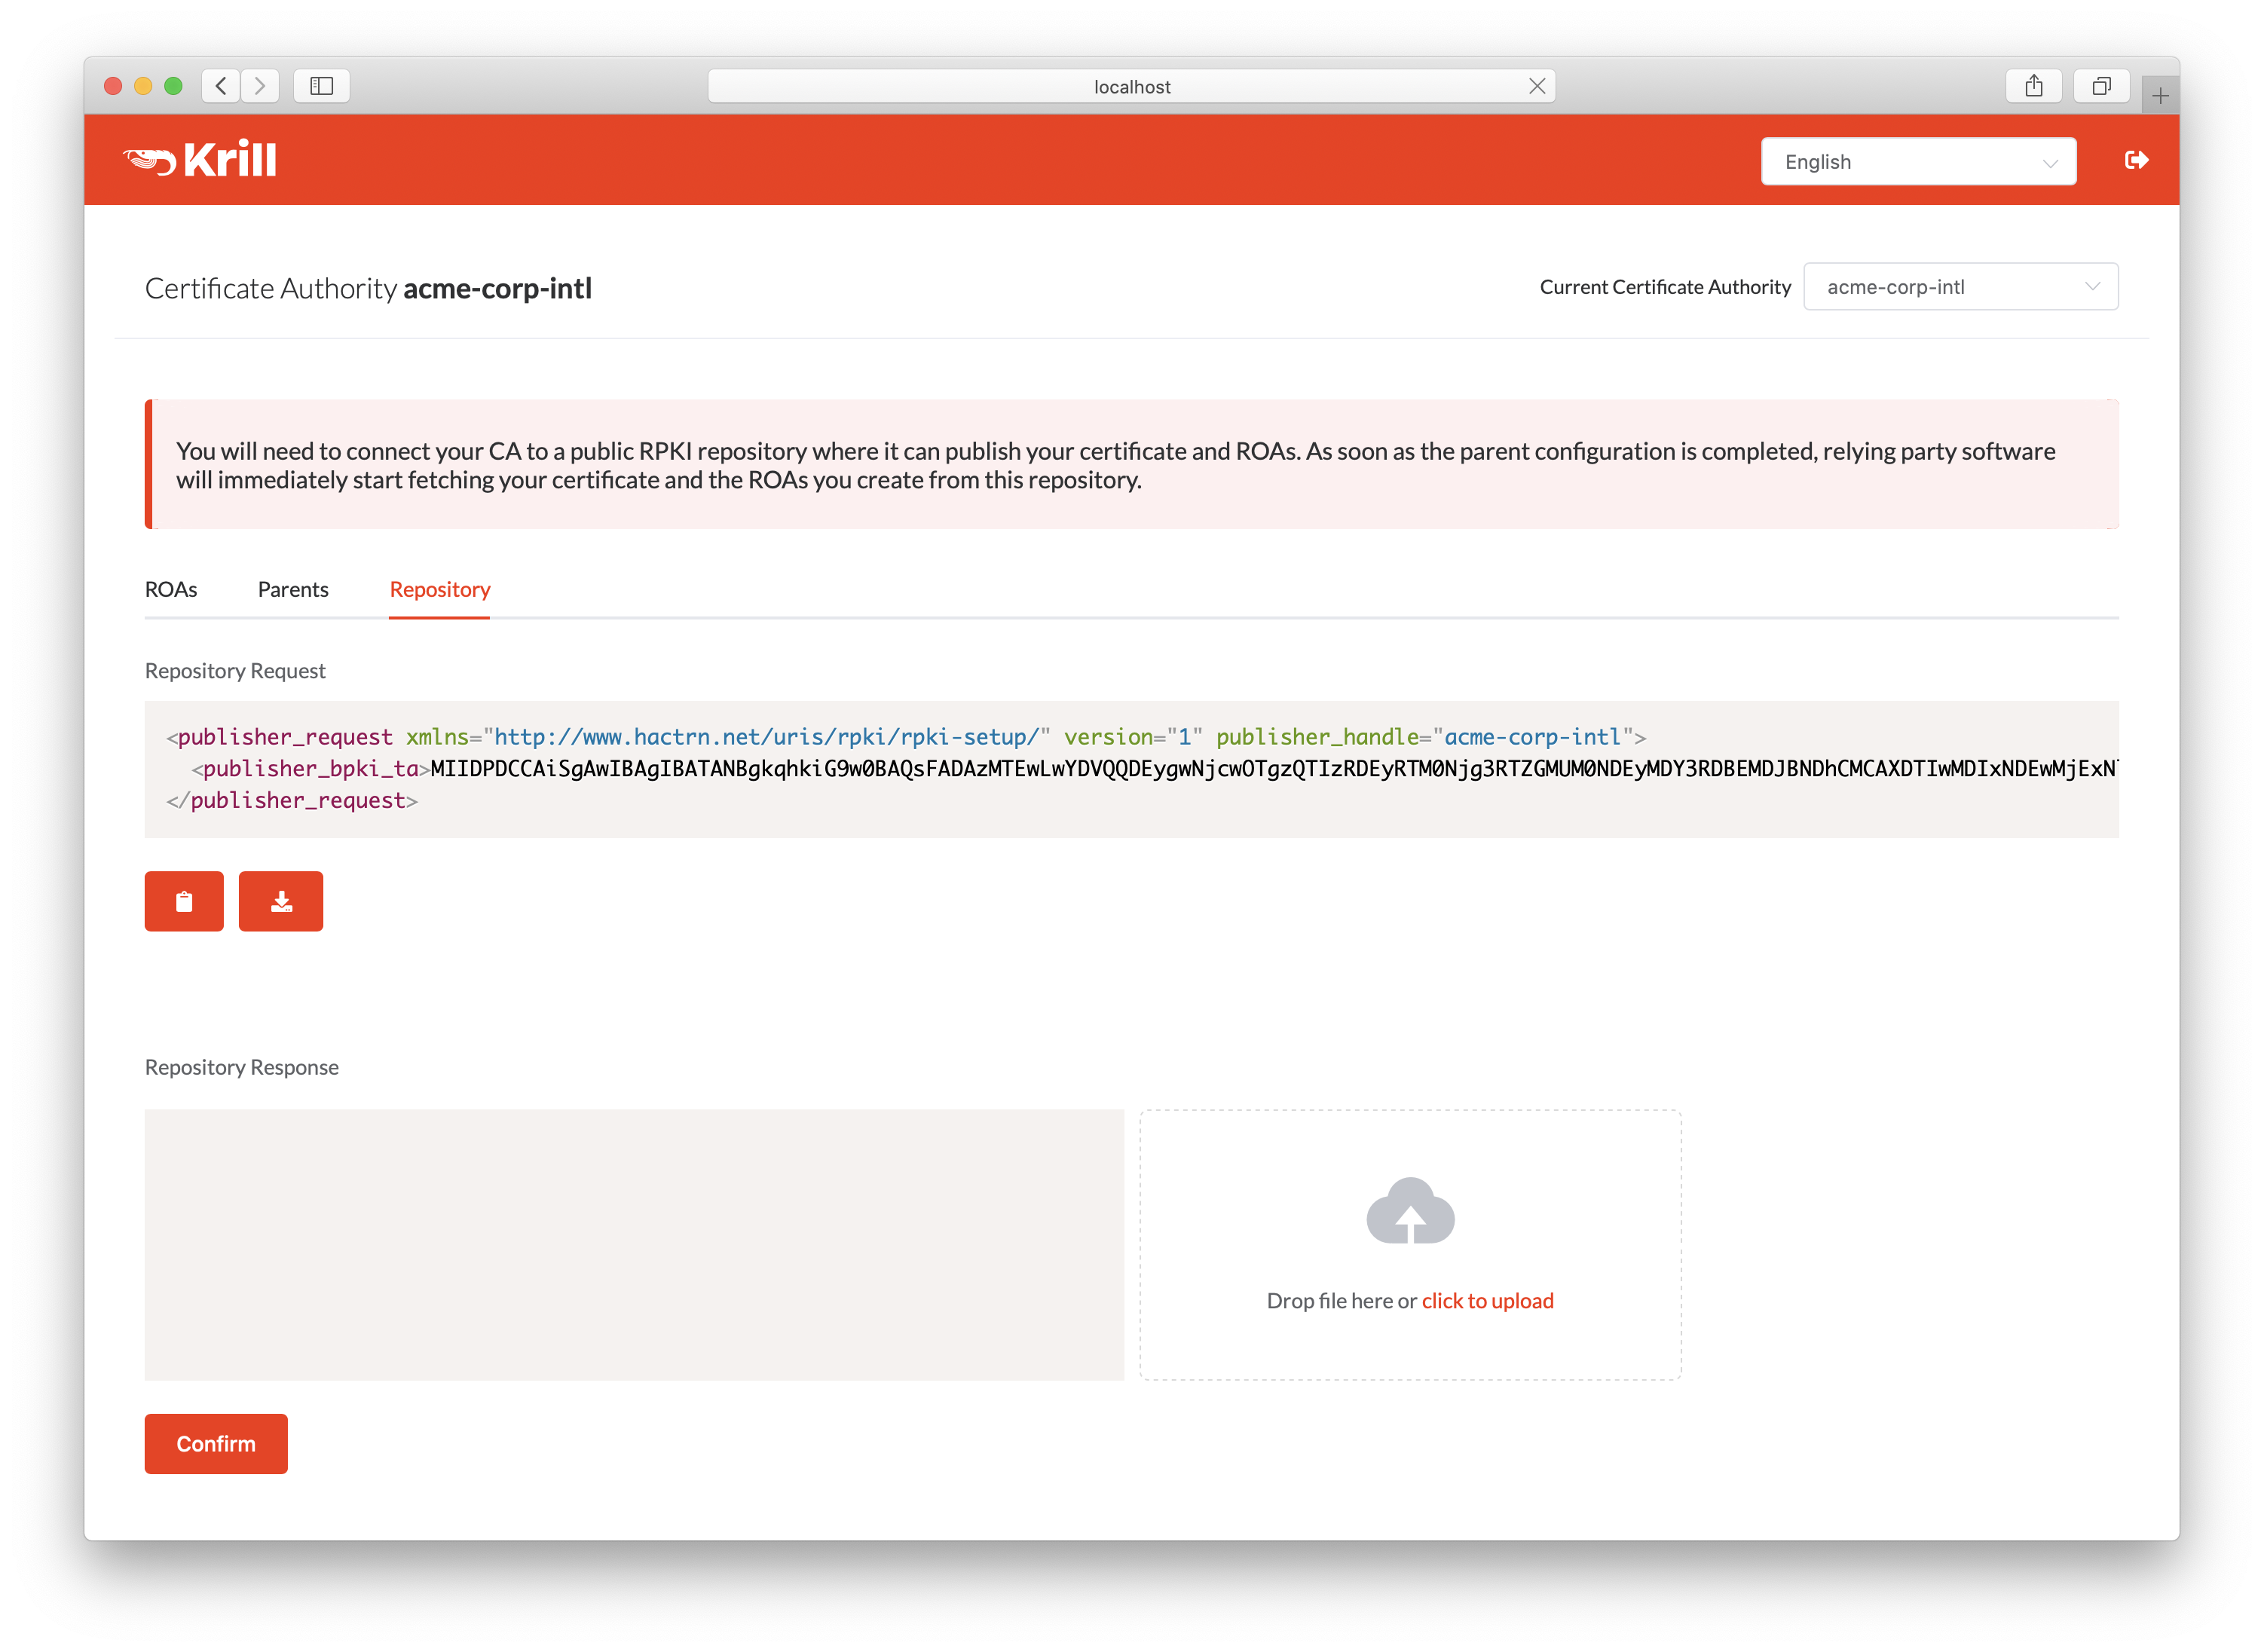 localhost
Krill
English
Certificate Authority acme-corp-intl
Current Certificate Authority acme-corp-intl
You will need to connect your CA to a public RPKI repository where it can publish your certificate and ROAs. As soon as the parent configuration is completed, relying party software
will immediately start fetching your certificate and the ROAs you create from this repository.
ROAs Parents Repository
Repository Request
<publisher_request xmlns="http://www.hactrn.net/uris/rpki/rpki-setup/" version="1" publisher_handle="acme-corp-intl">
<publisher_bpki_ta>MIIDPDCCAiSgAwIBAgIBATANBgkqhkiG9w0BAQsFADAzMTEwLwYDVQQDEygwNjcwOTgzQTIzRDEyRTM0Njg3RTZGMUM0NDEyMDY3RDBEMDJBNDhCMCAXDTIwMDIxNDEwMjExN
</publisher_request>
Repository Response
Drop file here or click to upload
Confirm